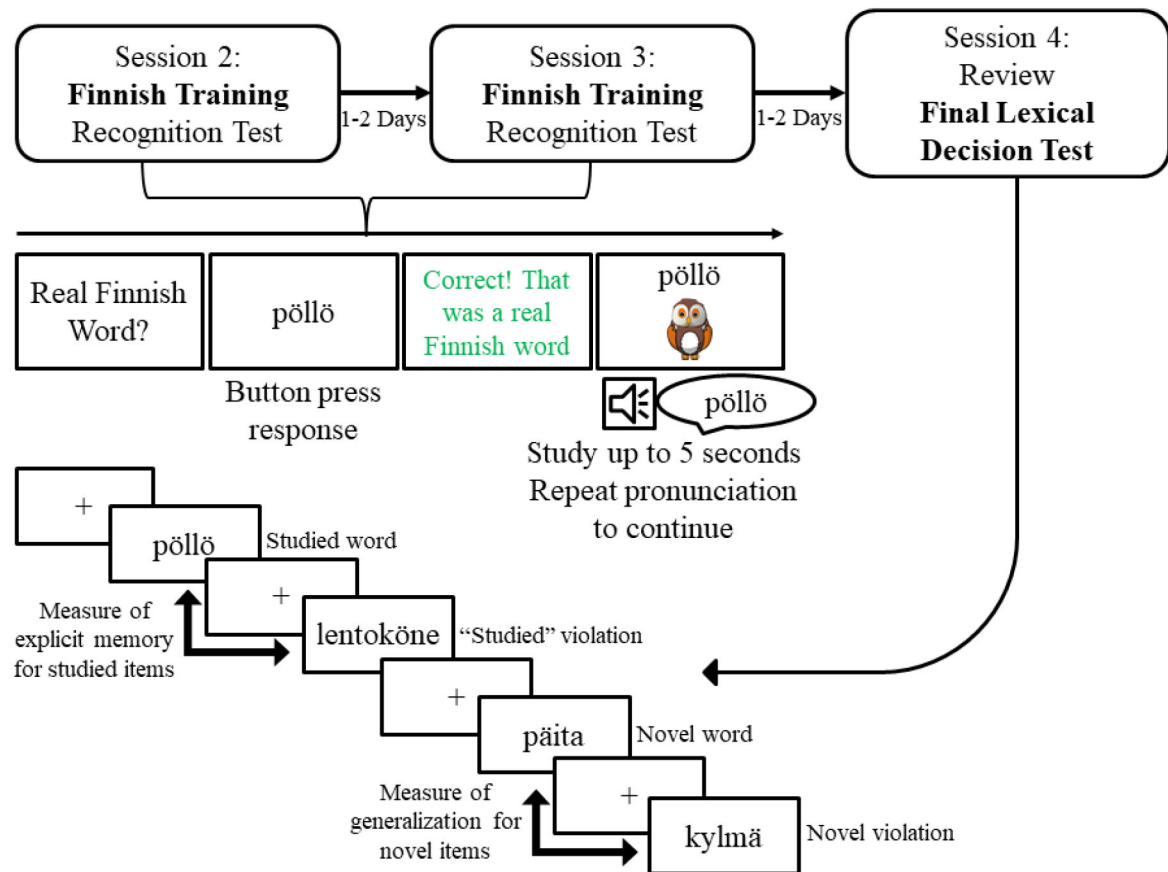 Session 2:
Finnish Training
Recognition Test
1-2 Days
Session 3:
Finnish Training
Recognition Test
1-2 Days
Session 4:
Review
Final Lexical
Decision Test
Real Finnish
Word?
pöllö
Button press
response
Correct! That
was a real
Finnish word
pöllö
pöllö
Study up to 5 seconds
Repeat pronunciation
to continue
+
pöllö
Studied word
+
Measure of
explicit memory
for studied items
lentoköne
“Studied” violation
+
päita
Novel word
+
Measure of
generalization for
novel items
kylmä
Novel violation